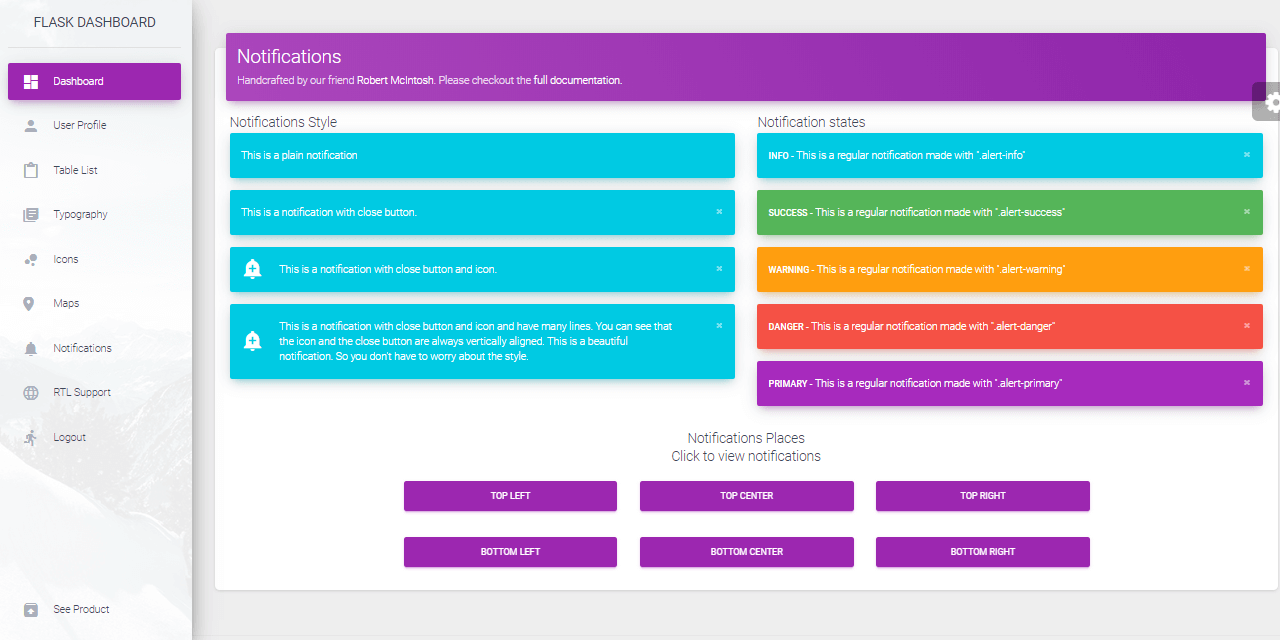 FLASK DASHBOARD
Dashboard
User Profile
Table List
Typography
Icons
Maps
Notifications
RTL Support
Logout
See Product
Notifications
Handcrafted by our friend Robert McIntosh. Please checkout the full documentation.
Notifications Style
This is a plain notification
This is a notification with close button.
This is a notification with close button and icon.
This is a notification with close button and icon and have many lines. You can see that
the icon and the close button are always vertically aligned. This is a beautiful
notification. So you don't have to worry about the style.
Notification states
INFO - This is a regular notification made with ".alert-info"
SUCCESS - This is a regular notification made with ".alert-success"
WARNING - This is a regular notification made with ".alert-warning"
DANGER - This is a regular notification made with ".alert-danger"
PRIMARY - This is a regular notification made with ".alert-primary"
Notifications Places
Click to view notifications
TOP LEFT
TOP CENTER
TOP RIGHT
BOTTOM LEFT
BOTTOM CENTER
BOTTOM RIGHT